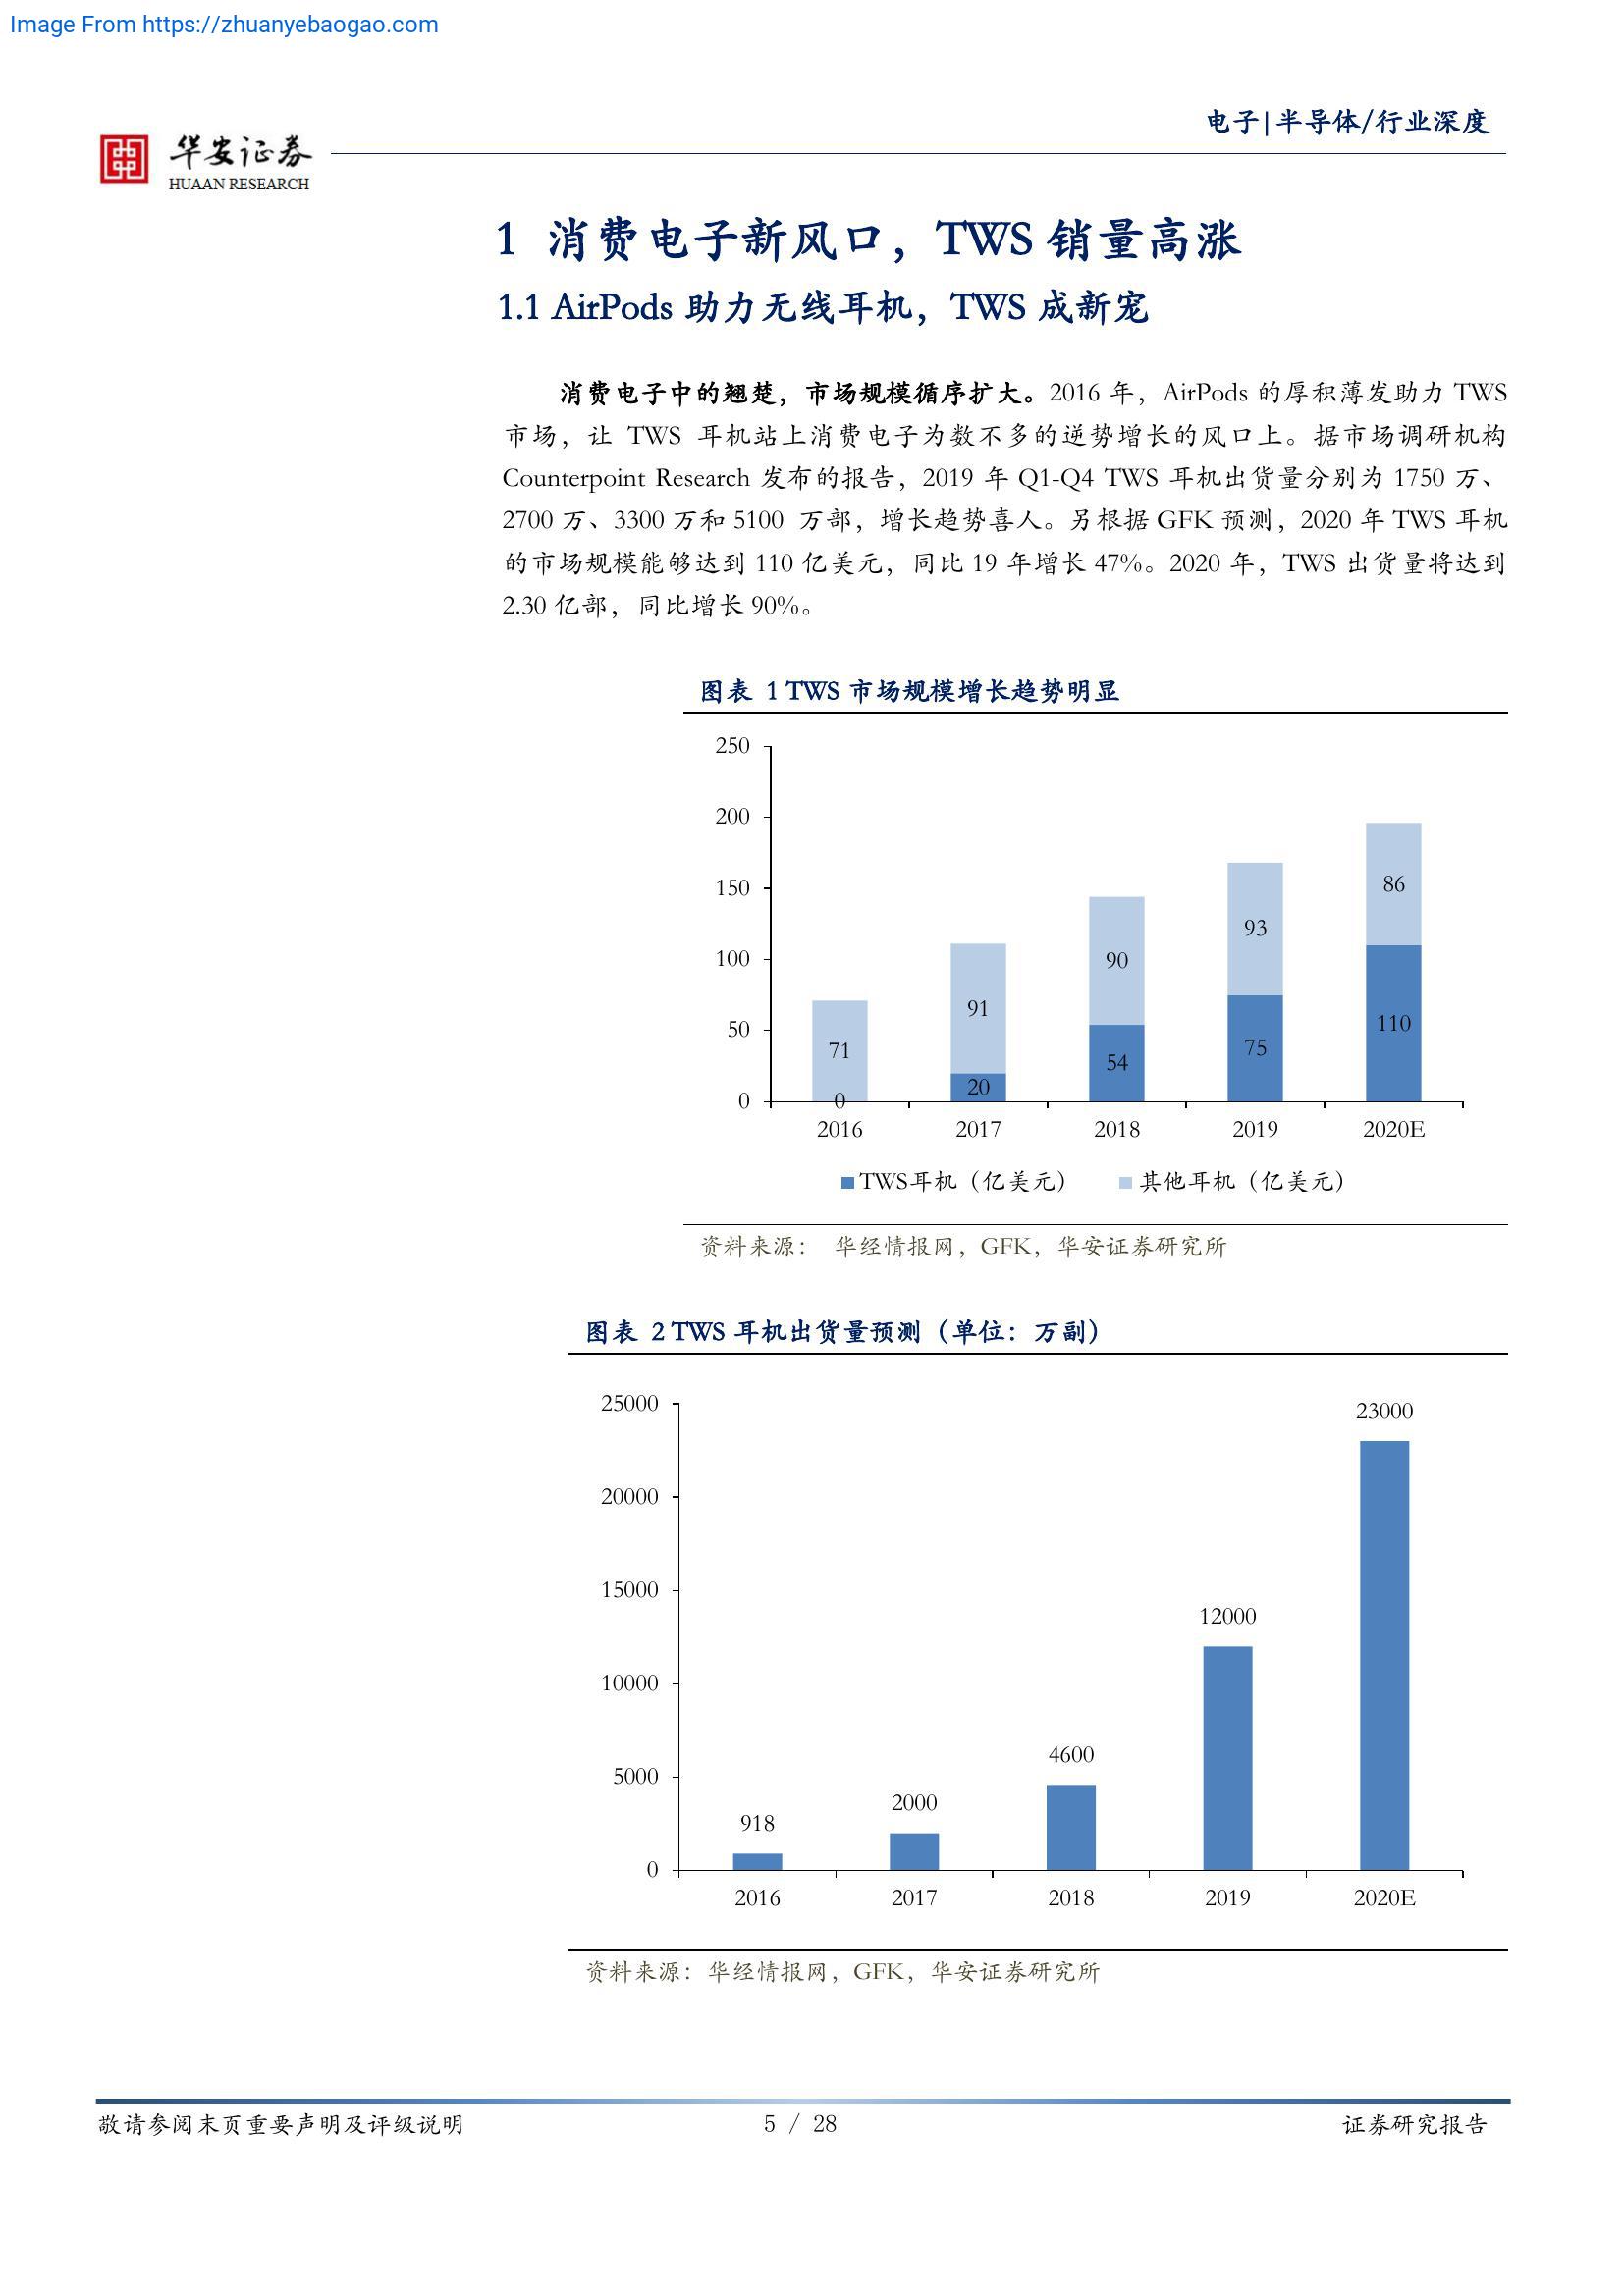 Image From https://zhuanyebaogao.com
电子|半导体/行业深度
华安证券
HUAAN RESEARCH
1 消费电子新风口，TWS 销量高涨
1.1 AirPods 助力无线耳机，TWS 成新宠
消费电子中的翘楚，市场规模循序扩大。2016 年，AirPods 的厚积薄发助力 TWS
市场，让 TWS 耳机站上消费电子为数不多的逆势增长的风口上。据市场调研机构
Counterpoint Research 发布的报告，2019 年 Q1-Q4 TWS 耳机出货量分别为 1750 万、
2700 万、3300 万和 5100 万部，增长趋势喜人。另根据 GFK 预测，2020 年 TWS 耳机
的市场规模能够达到 110 亿美元，同比 19 年增长 47%。2020 年，TWS 出货量将达到
2.30 亿部，同比增长 90%。
图表 1 TWS 市场规模增长趋势明显
250
200
150
100
50
0
71
0
91
20
90
54
93
75
86
110
2016 2017 2018 2019 2020E
TWS耳机（亿美元） 其他耳机（亿美元）
资料来源： 华经情报网，GFK，华安证券研究所
图表 2 TWS 耳机出货量预测（单位：万副）
25000
20000
15000
10000
5000
0
918
2000
4600
12000
23000
2016 2017 2018 2019 2020E
资料来源：华经情报网，GFK，华安证券研究所
敬请参阅末页重要声明及评级说明 5 / 28 证券研究报告